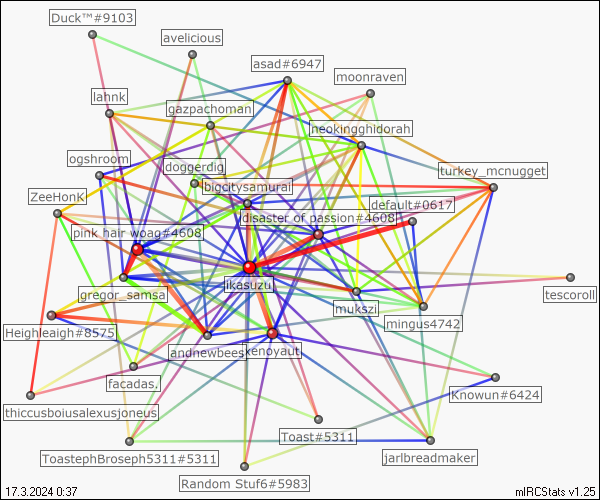 Duck™#9103
avelicious
asad#6947
moonraven
lahnk
gazpachoman
neokingghidorah
ogshroom
doggerdig
turkey_mcnugget
bigcitysamurai
ZeeHonk
default#0617
disaster of passion#4608
pink hair woag#4608
ikasuzu
tescoroll
gregor_samsa
mukszii
mingus4742
Heighleaigh#8575
andnewbees
xenoyaut
facadas.
Knowun#6424
thiccusboiusalexusjoneus
Toast#5311
ToastephBroseph5311#5311
jarlbreadmaker
Random Stuf6#5983
17.3.2024 0:37
mIRCStats v1.25